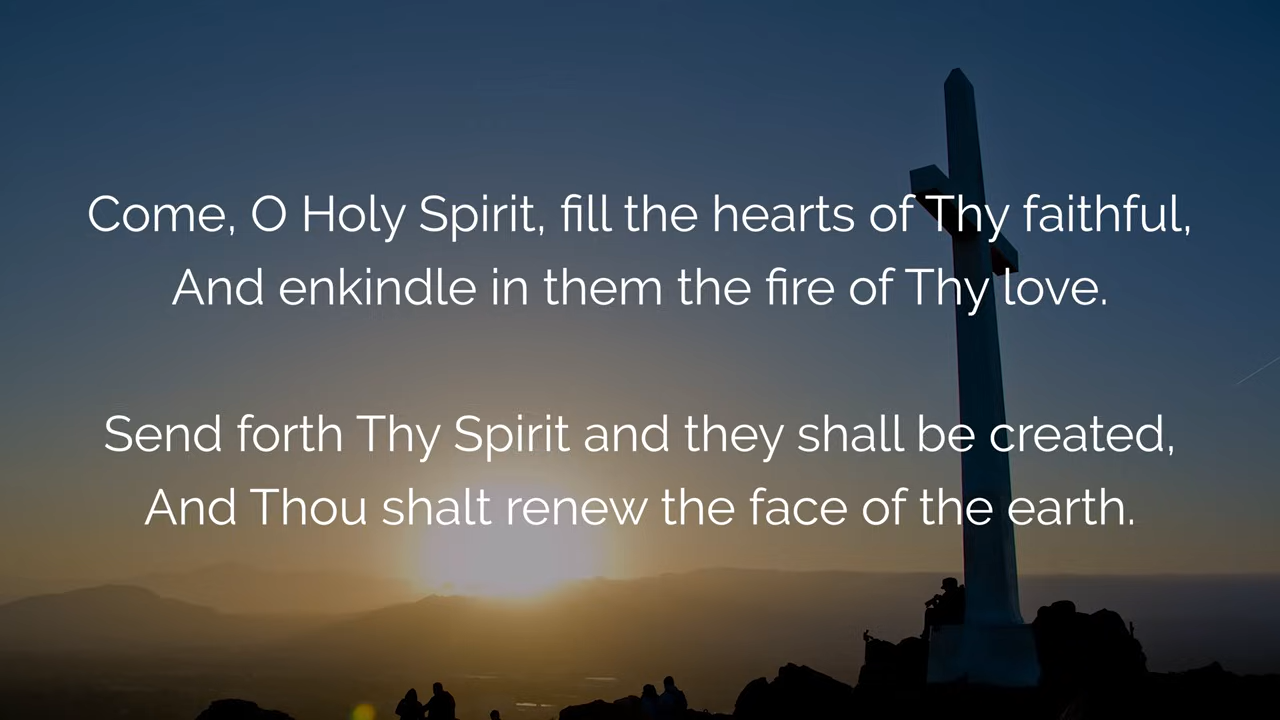 Come, O Holy Spirit, fill the hearts of Thy faithful,
And enkindle in them the fire of Thy love.
Send forth Thy Spirit and they shall be created,
And Thou shalt renew the face of the earth.